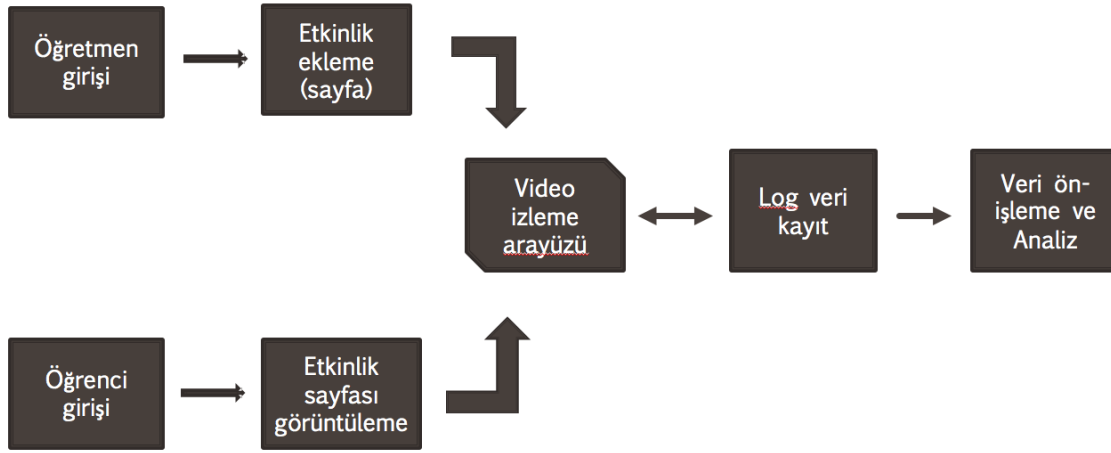 Öğretmen
girişi
Etkinlik
ekleme
(sayfa)
Video
izleme
arayüzü
Log veri
kayıt
Veri ön-
işleme ve
Analiz
Öğrenci
girişi
Etkinlik
sayfası
görüntüleme